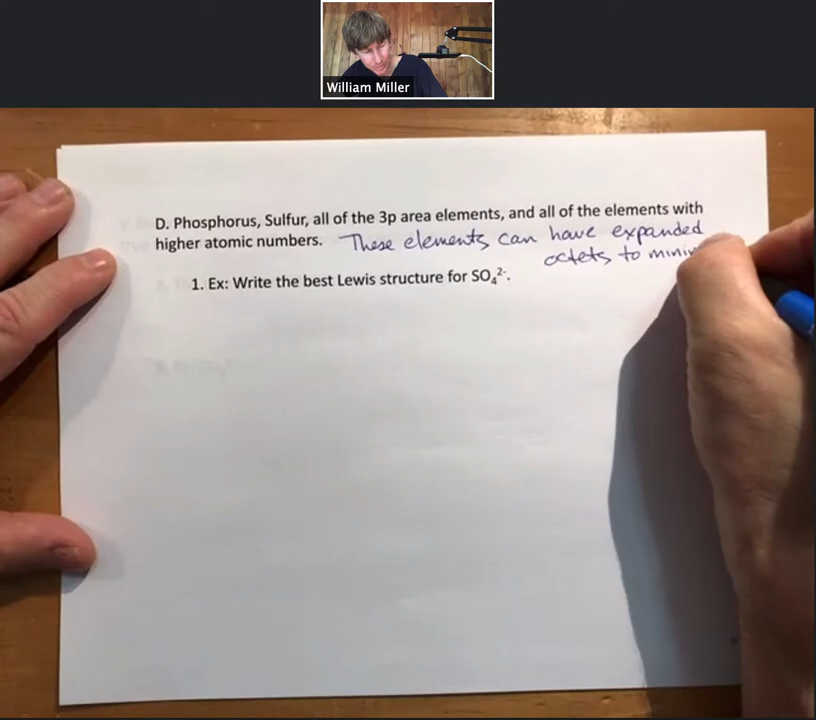 William Miller
D. Phosphorus, Sulfur, all of the 3p area elements, and all of the elements with
higher atomic numbers. These elements can have expanded
octets to minim
1. Ex: Write the best Lewis structure for SO₄²⁻.